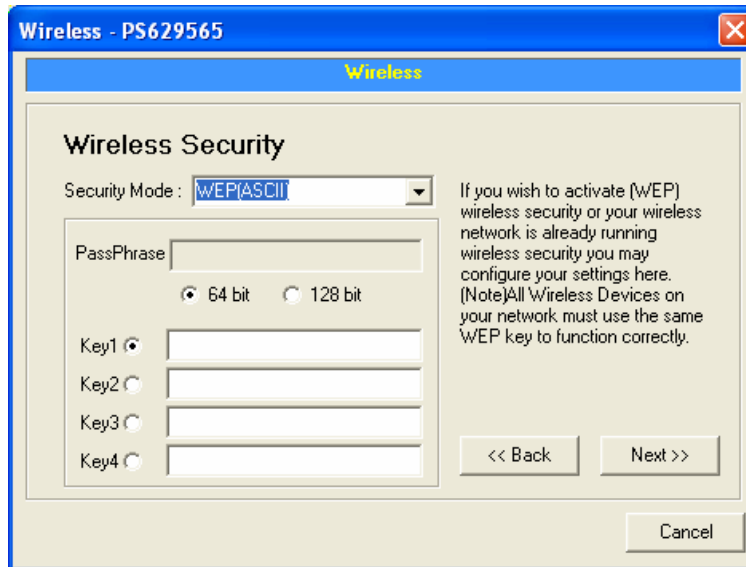 Wireless - PS629565
Wireless
Wireless Security
Security Mode : WEP(ASCII)
PassPhrase
64 bit 128 bit
Key1
Key2
Key3
Key4
If you wish to activate (WEP)
wireless security or your wireless
network is already running
wireless security you may
configure your settings here.
(Note)All Wireless Devices on
your network must use the same
WEP key to function correctly.
<< Back Next >>
Cancel